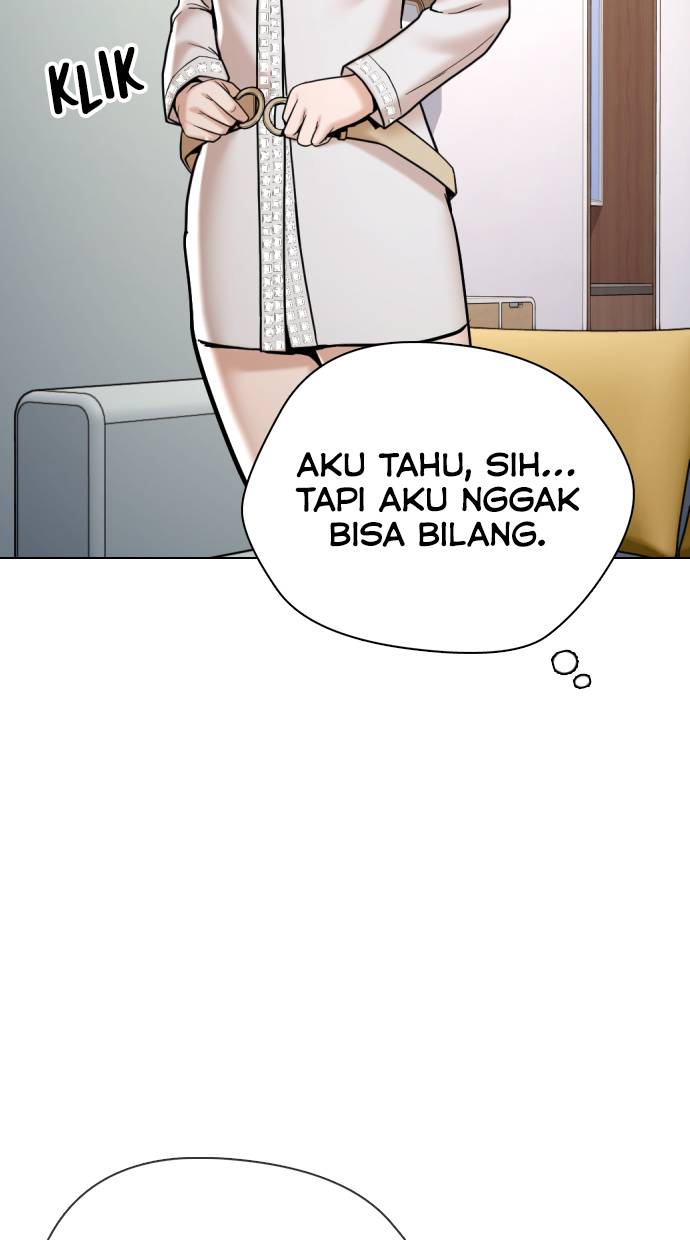 KLIK
AKU TAHU, SIH...
TAPI AKU NGGAK
BISA BILANG.